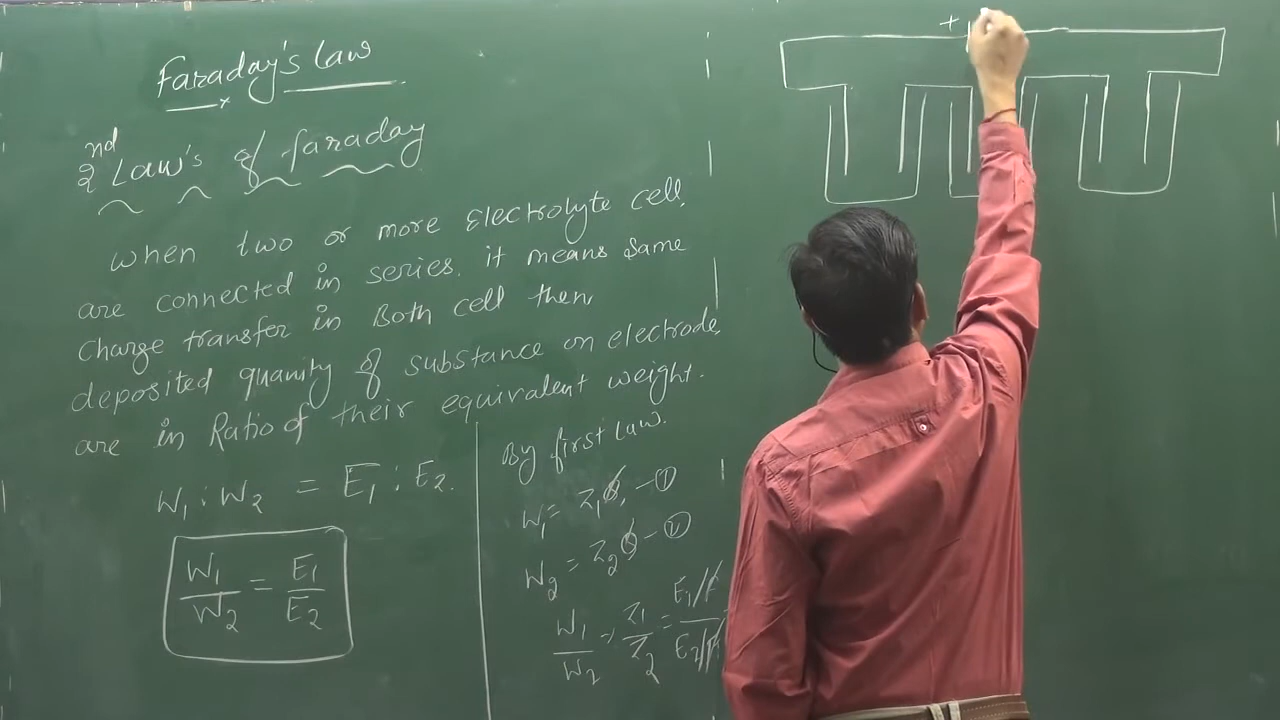 Faraday's Law
2nd Law's of faraday
When two or more Electrolyte cell.
are connected in series. it means same
charge transfer in Both cell then,
deposited quanity of substance on electrode
are in Ratio of their equivalent weight.
W1 : W2 = E1 : E2.
W1/W2 = E1/E2
By first Law.
W1 = Z1Q, - ①
W2 = Z2Q - ②
W1/W2 = Z1/Z2 = E1/F / E2/F
+